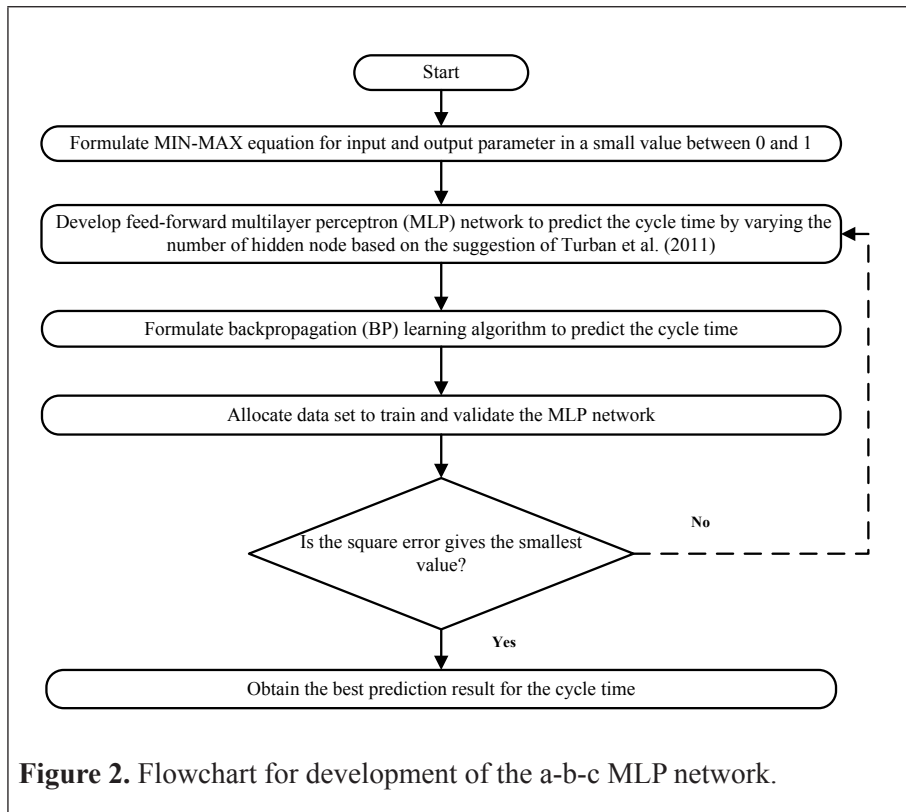 Start
Formulate MIN-MAX equation for input and output parameter in a small value between 0 and 1
Develop feed-forward multilayer perceptron (MLP) network to predict the cycle time by varying the
number of hidden node based on the suggestion of Turban et al. (2011)
Formulate backpropagation (BP) learning algorithm to predict the cycle time
Allocate data set to train and validate the MLP network
Is the square error gives the smallest
value?
No
Yes
Obtain the best prediction result for the cycle time
Figure 2. Flowchart for development of the a-b-c MLP network.